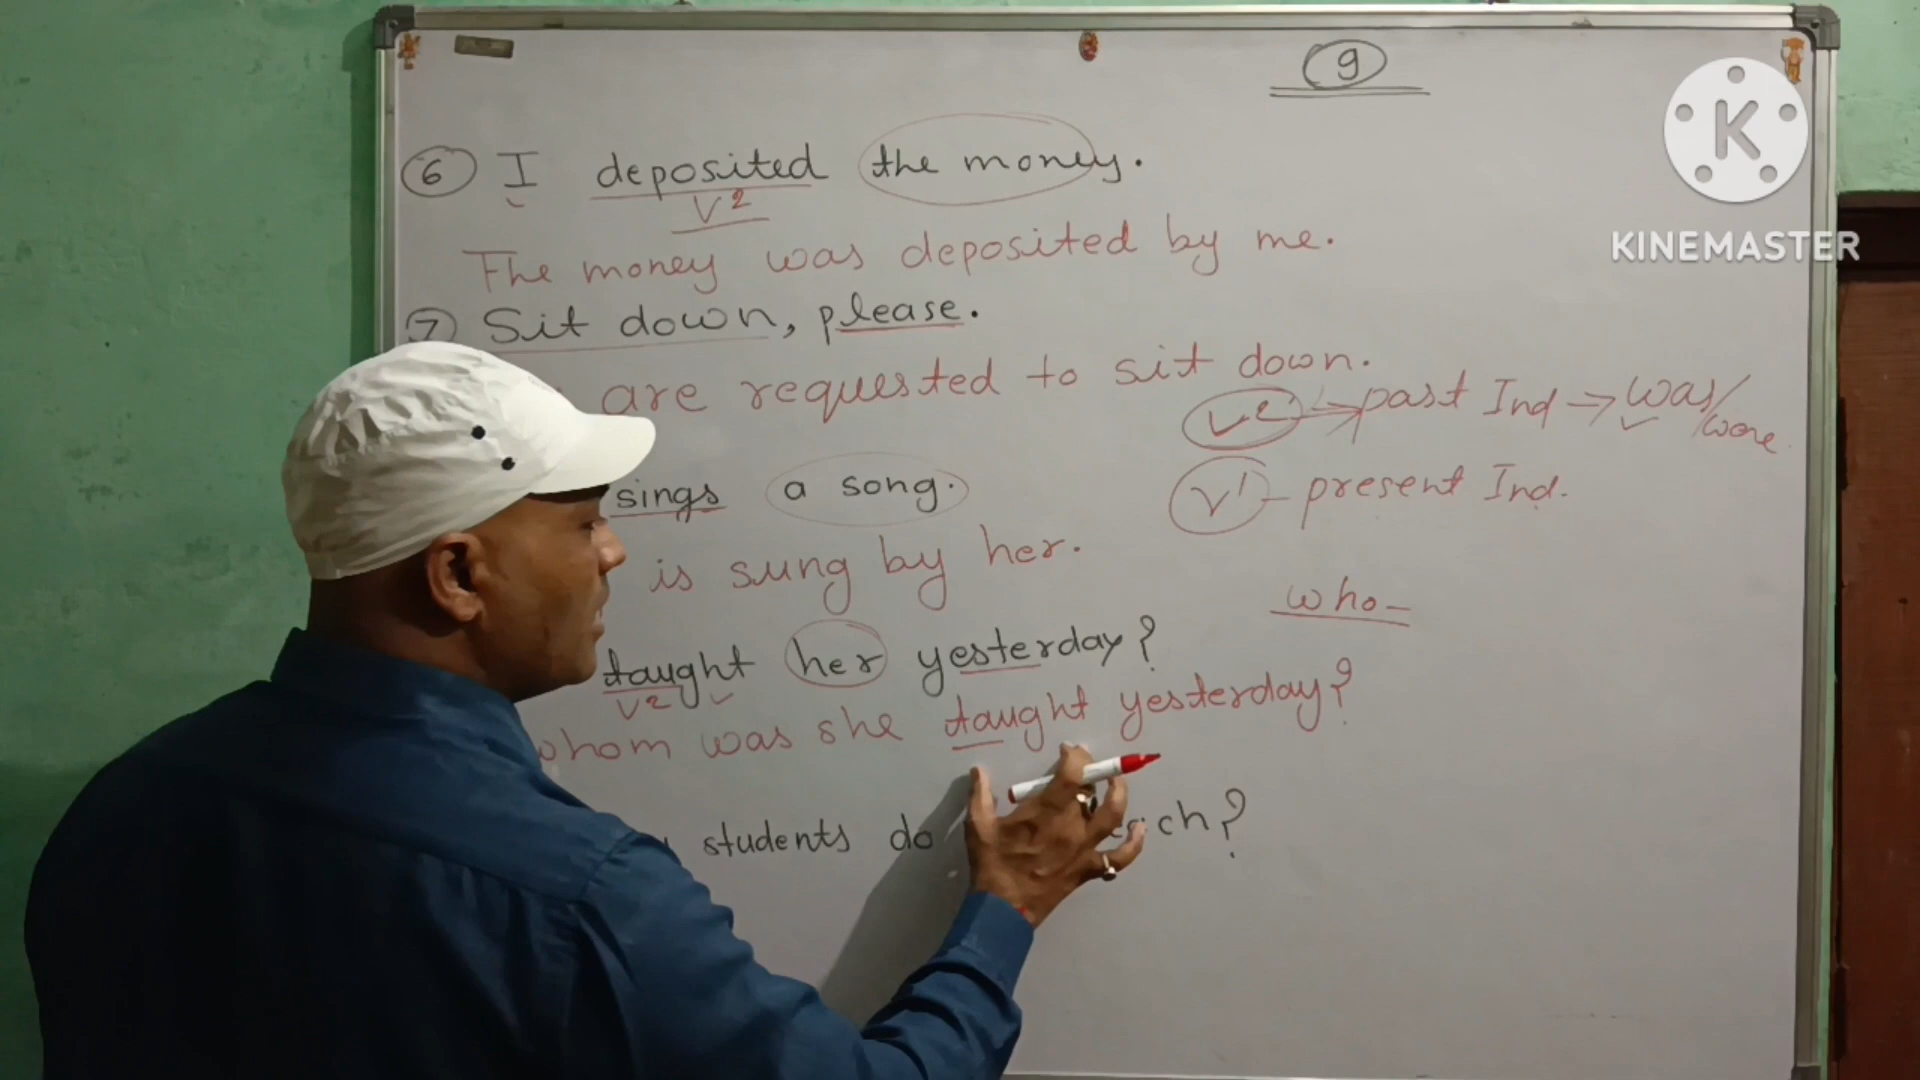 9
K
KINEMASTER
6 I deposited the money.
V2
The money was deposited by me.
7 Sit down, please.
are requested to sit down.
V2 → past Ind → was/were
sings a song.
V1 - present Ind.
is sung by her.
who-
taught her yesterday?
V2
whom was she taught yesterday?
students do ch?